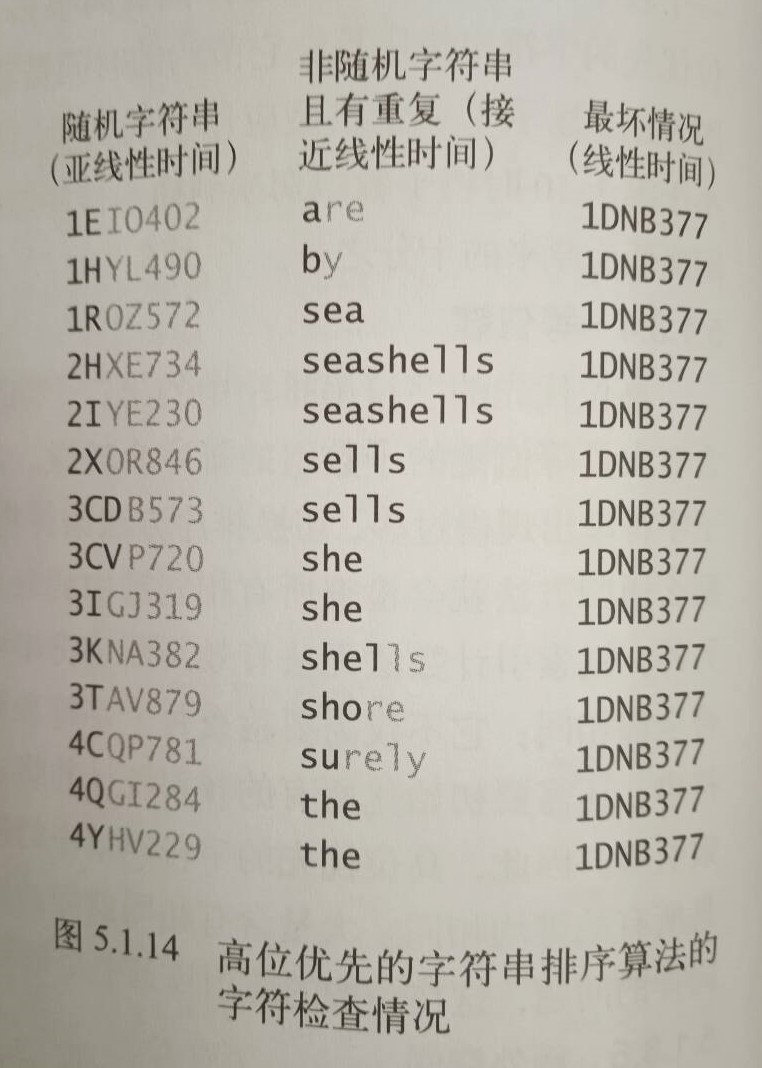 随机字符串
(亚线性时间)
1EIO402
1HYL490
1ROZ572
2HXE734
2IYE230
2XOR846
3CDB573
3CVP720
3IGJ319
3KNA382
3TAV879
4CQP781
4QGI284
4YHV229
非随机字符串
且有重复(接
近线性时间)
are
by
sea
seashells
seashells
sells
sells
she
she
shells
shore
surely
the
the
最坏情况
(线性时间)
1DNB377
1DNB377
1DNB377
1DNB377
1DNB377
1DNB377
1DNB377
1DNB377
1DNB377
1DNB377
1DNB377
1DNB377
1DNB377
1DNB377
图 5.1.14 高位优先的字符串排序算法的
字符检查情况